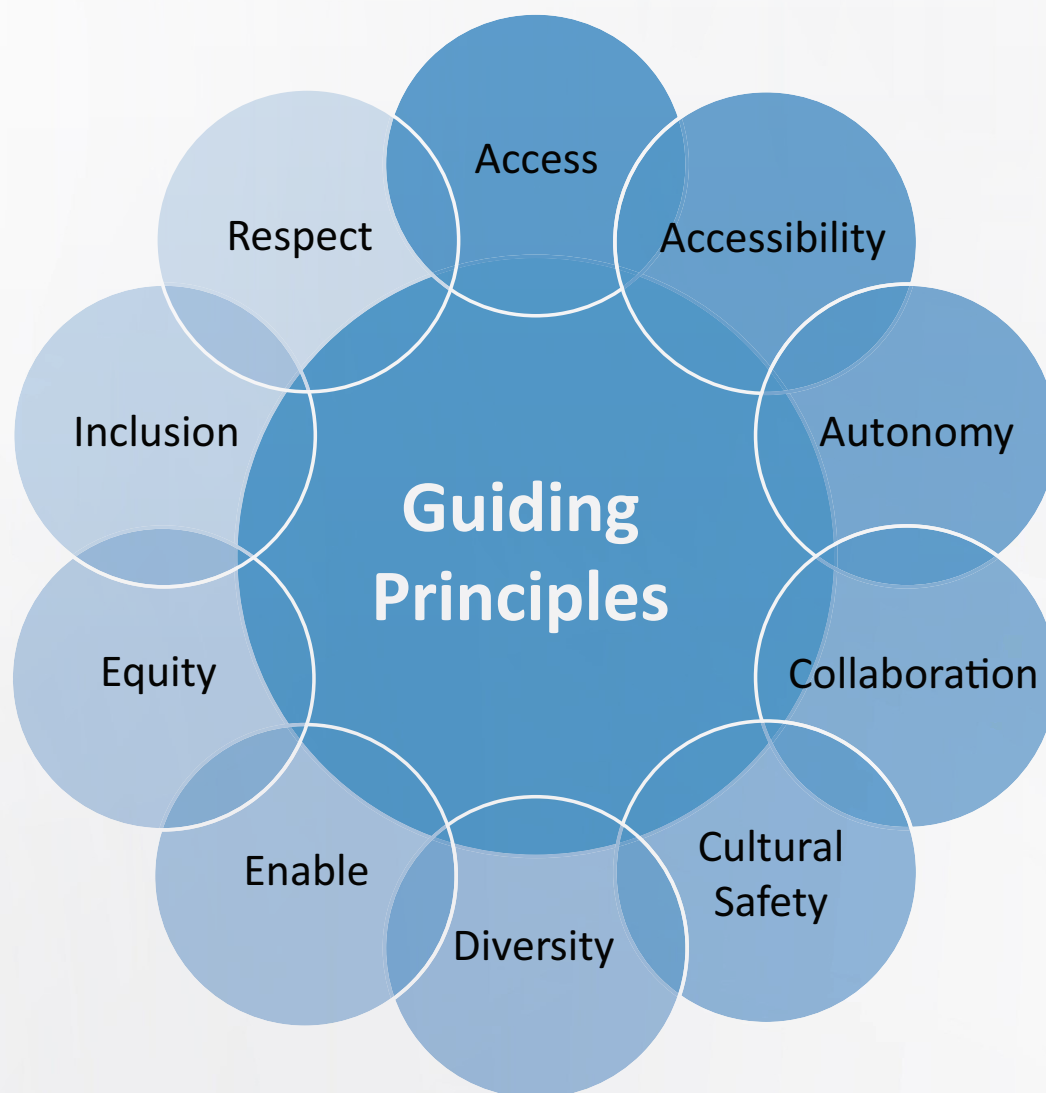 Access
Accessibility
Autonomy
Collaboration
Cultural
Safety
Diversity
Enable
Equity
Inclusion
Respect
Guiding
Principles